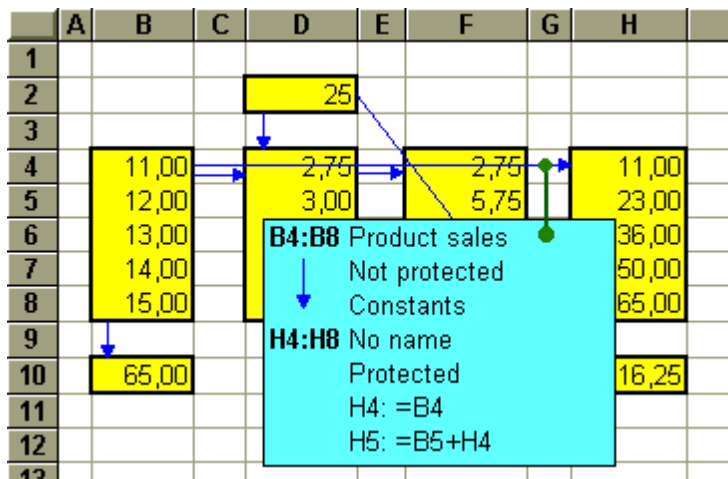 A B C D E F G H
1
2 25
3
4 11,00 2,75 2,75 11,00
5 12,00 3,00 5,75 23,00
6 13,00 B4:B8 Product sales 36,00
7 14,00 Not protected 50,00
8 15,00 Constants 65,00
9 H4:H8 No name
10 65,00 Protected 16,25
11 H4: =B4
12 H5: =B5+H4
13